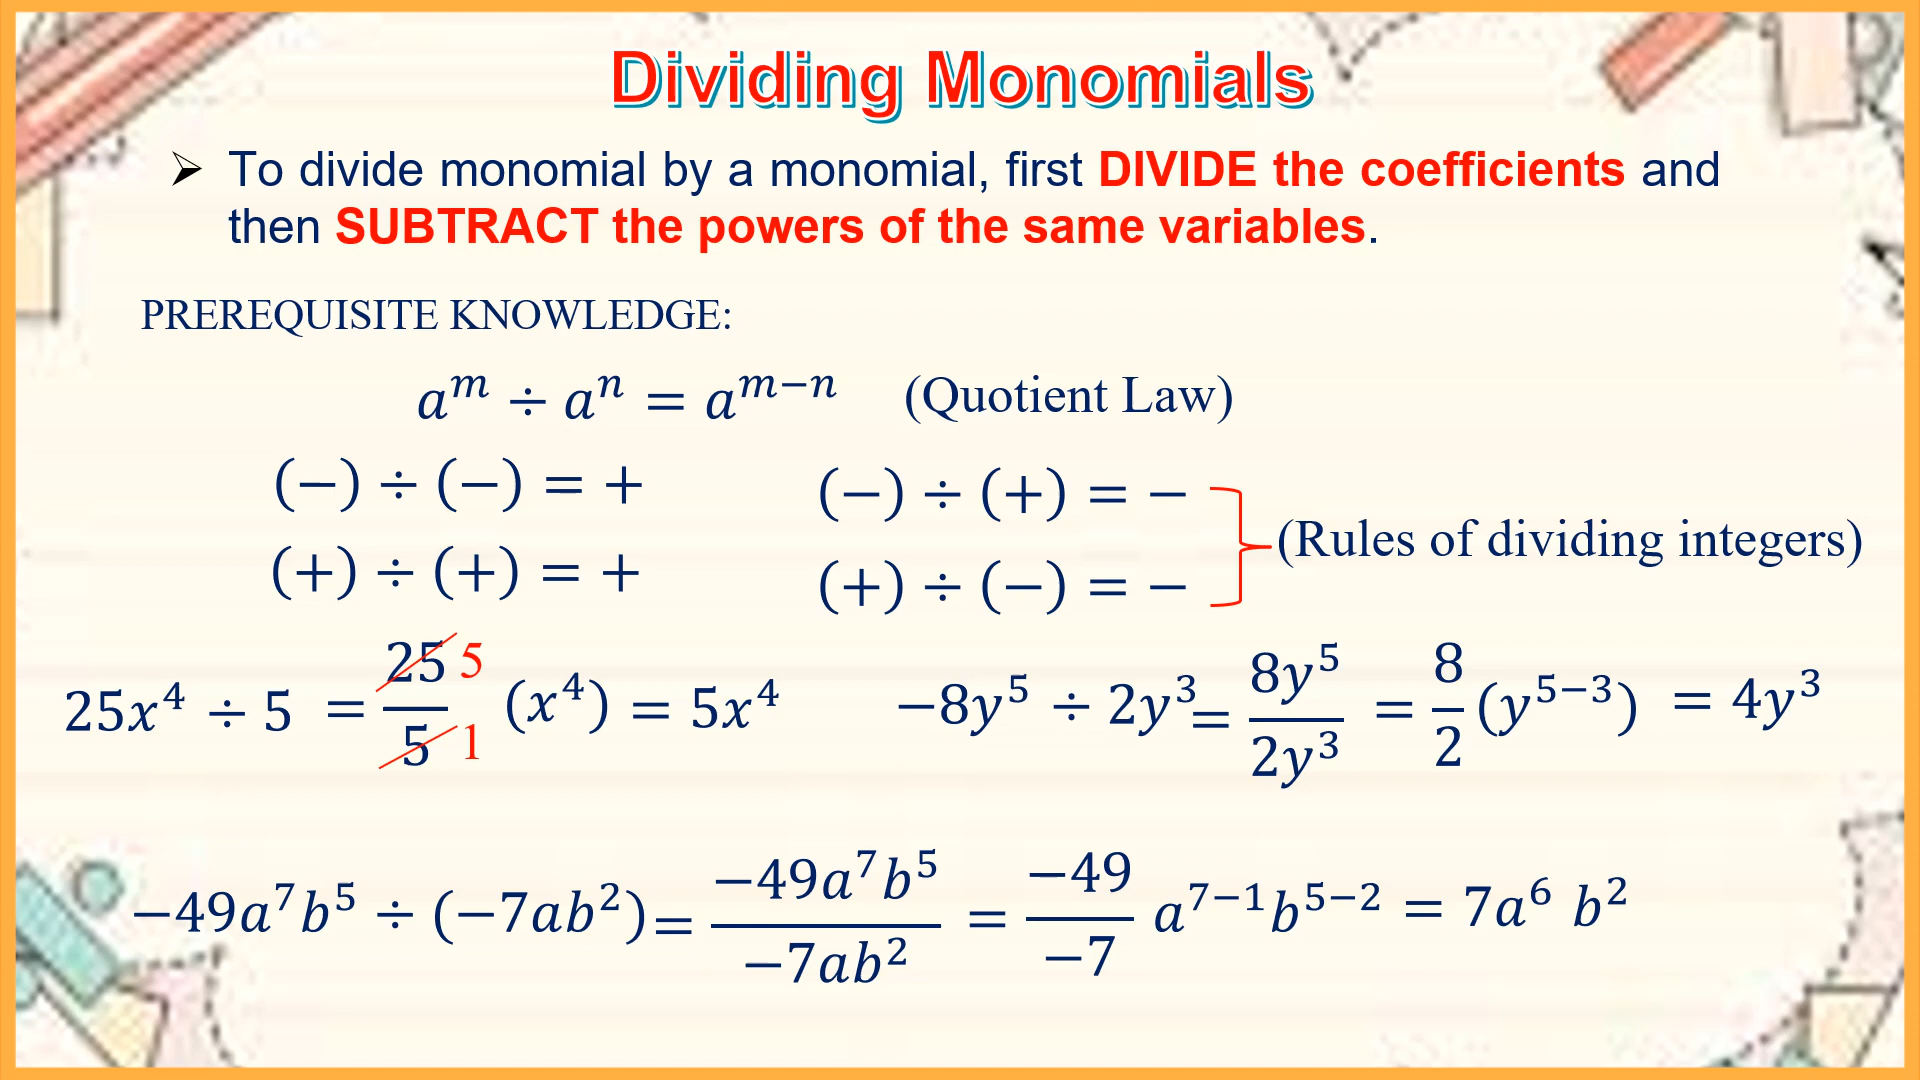 Dividing Monomials
➢ To divide monomial by a monomial, first DIVIDE the coefficients and
then SUBTRACT the powers of the same variables.
PREREQUISITE KNOWLEDGE:
a^m ÷ a^n = a^{m−n} (Quotient Law)
(−) ÷ (−) = + (−) ÷ (+) = −
(Rules of dividing integers)
(+) ÷ (+) = + (+) ÷ (−) = −
25x^4 ÷ 5 = 25/5 5 1 (x^4) = 5x^4 −8y^5 ÷ 2y^3 = 8y^5/2y^3 = 8/2 (y^{5−3}) = 4y^3
−49a^7b^5 ÷ (−7ab^2) = −49a^7b^5/−7ab^2 = −49/−7 a^{7−1}b^{5−2} = 7a^6 b^2